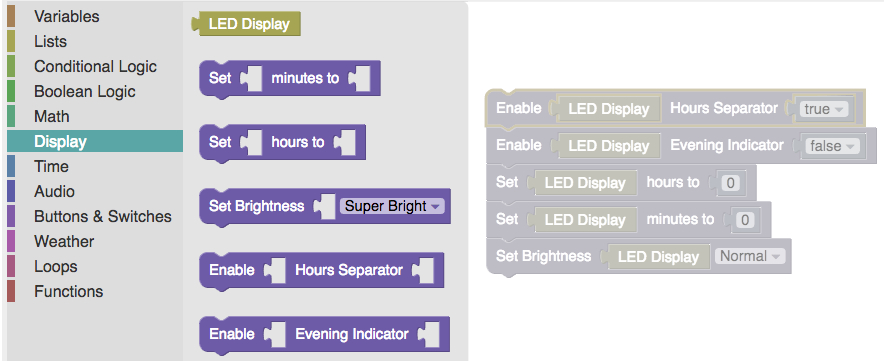 Variables
Lists
Conditional Logic
Boolean Logic
Math
Display
Time
Audio
Buttons & Switches
Weather
Loops
Functions
LED Display
Set minutes to
Set hours to
Set Brightness Super Bright
Enable Hours Separator
Enable Evening Indicator
Enable LED Display Hours Separator true
Enable LED Display Evening Indicator false
Set LED Display hours to 0
Set LED Display minutes to 0
Set Brightness LED Display Normal